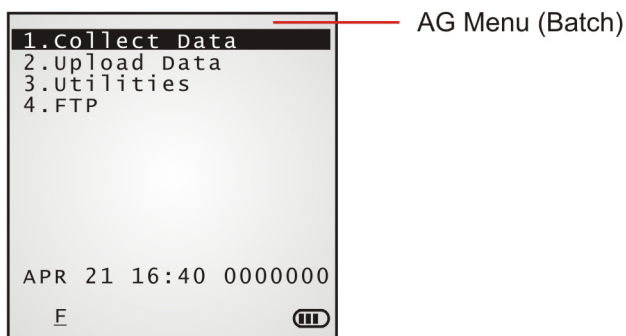 AG Menu (Batch)
1.Collect Data
2.Upload Data
3.Utilities
4.FTP
APR 21 16:40 0000000
F